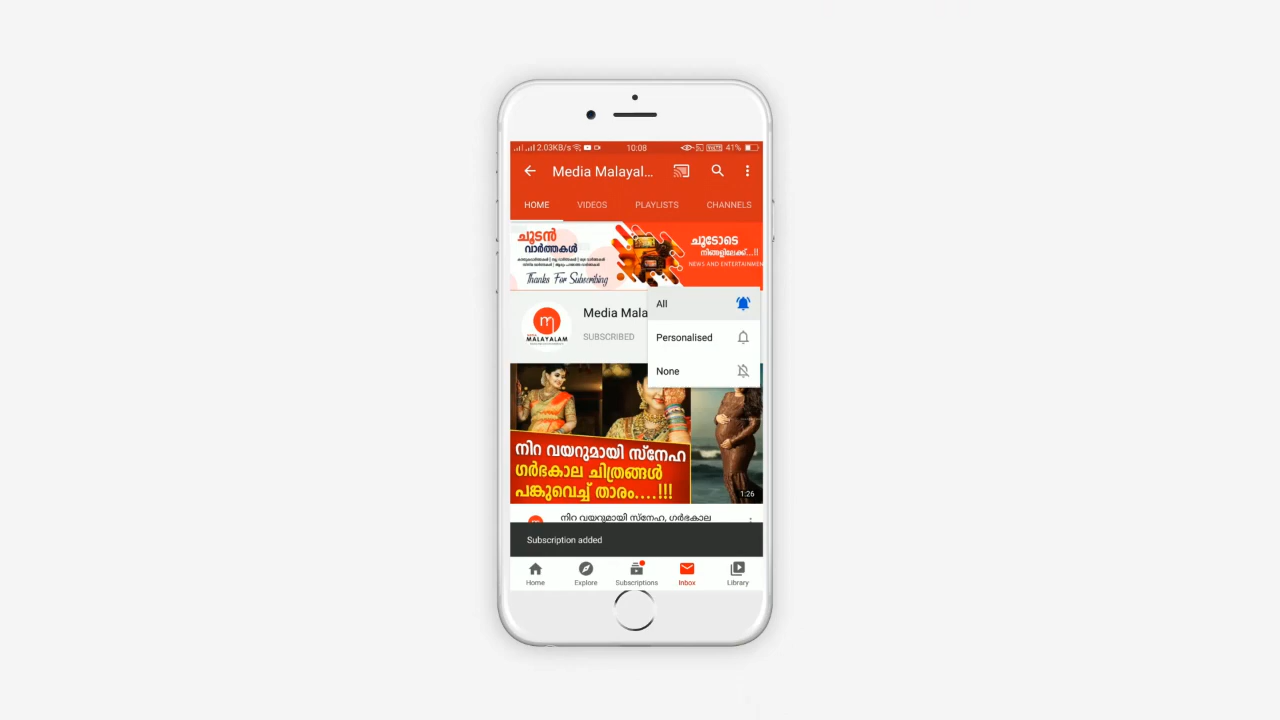 2.03KB/s
10:08
41%
Media Malayal...
HOME VIDEOS PLAYLISTS CHANNELS
ചൂടൻ
വാർത്തകൾ
Thanks For Subscribing
ചൂടോടെ
നിങ്ങളിലേക്ക്...!!
NEWS AND ENTERTAINMEN
Media Mala
SUBSCRIBED
MALAYALAM
All
Personalised
None
നിറ വയറുമായി സ്നേഹ
ഗർഭകാല ചിത്രങ്ങൾ
പങ്കുവെച്ച് താരം....!!!
1:26
നിറ വയറുമായി സ്നേഹ, ഗർഭകാല
Subscription added
Home Explore Subscriptions Inbox Library